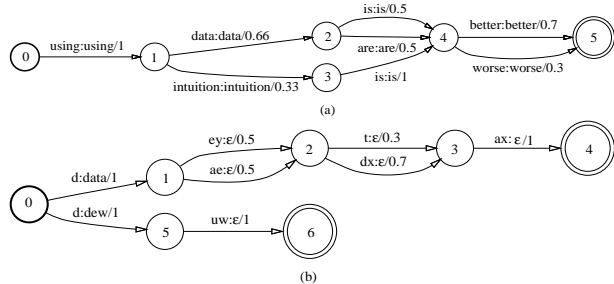 is:is/0.5
data:data/0.66
2
better:better/0.7
using:using/1
are:are/0.5
0
1
4
5
intuition:intuition/0.33
3
is:is/1
worse:worse/0.3
(a)
ey:ε/0.5
t:ε/0.3
ax: ε/1
d:data/1
1
ae:ε/0.5
2
dx:ε/0.7
3
4
0
d:dew/1
5
uw:ε/1
6
(b)